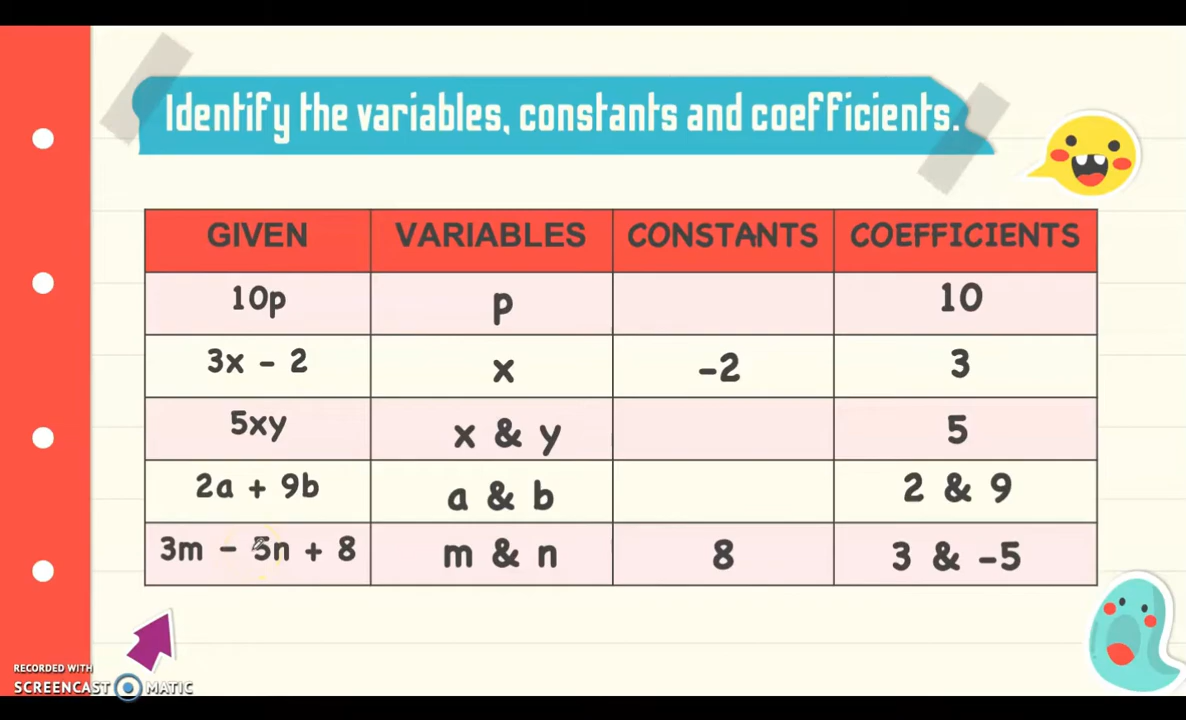 Identify the variables, constants and coefficients.
GIVEN VARIABLES CONSTANTS COEFFICIENTS
10p p 10
3x - 2 x -2 3
5xy x & y 5
2a + 9b a & b 2 & 9
3m - 5n + 8 m & n 8 3 & -5
RECORDED WITH
SCREENCAST MATIC